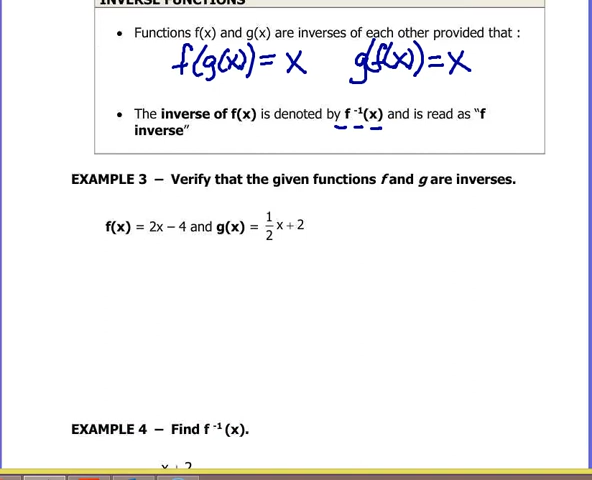 INVERSE FUNCTIONS
• Functions f(x) and g(x) are inverses of each other provided that :
f(g(x)) = x g(f(x)) = x
• The inverse of f(x) is denoted by f ⁻¹(x) and is read as “f
inverse”
EXAMPLE 3 – Verify that the given functions f and g are inverses.
f(x) = 2x – 4 and g(x) = 1/2 x + 2
EXAMPLE 4 – Find f ⁻¹ (x).
x + 2